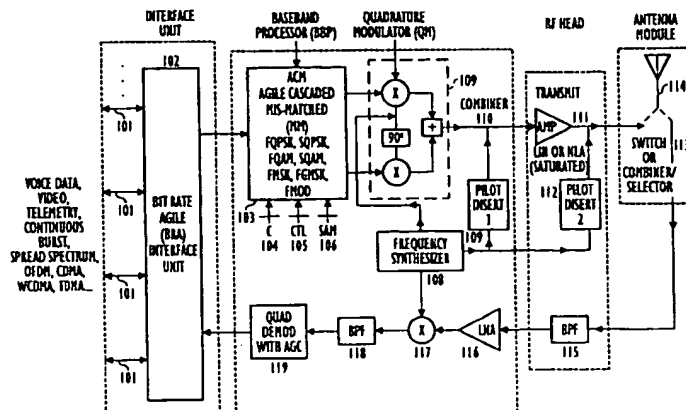 DITERFACE
UNIT
102
BASEBAND
PROCESSOR (BBP)
QUADRATURE
MODULATOR (QM)
RF HEAD
ANTENNA
MODULE
101
101
101
101
BIT RATE
AGILE
(BRA)
INTERFACE
UNIT
VOICE DATA,
VIDEO,
TELEMETRY,
CONTINUOUS
BURST,
SPREAD SPECTRUM,
OFDM, CDMA,
WCDMA, TDMA...
ACM
AGILE CASCADED
MIS-MATCHED
(MM)
FQPSK, SQPSK,
FQAM, SQAM,
FMSK, FGMSK,
FMOD
103
C
104
CTL
105
SAM
106
X
90°
X
+
109
COMBINER
110
TRANSMIT
AMP
111
LIN OR NLA
(SATURATED)
112
PILOT
DISERT
2
PILOT
DISERT
1
109
FREQUENCY
SYNTHESIZER
108
114
113
SWITCH OR
COMBINER/
SELECTOR
QUAD
DEMOD
WITH AGC
119
BPF
118
X
117
LNA
116
BPF
115